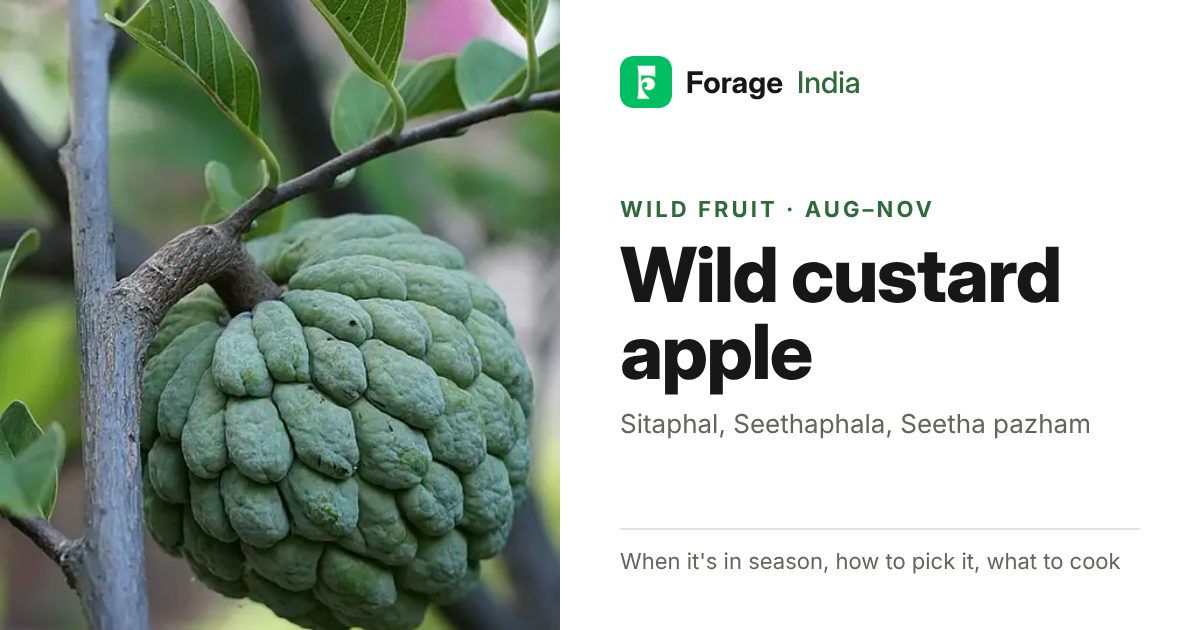 Forage India
WILD FRUIT · AUG–NOV
Wild custard
apple
Sitaphal, Seethaphala, Seetha pazham
When it's in season, how to pick it, what to cook